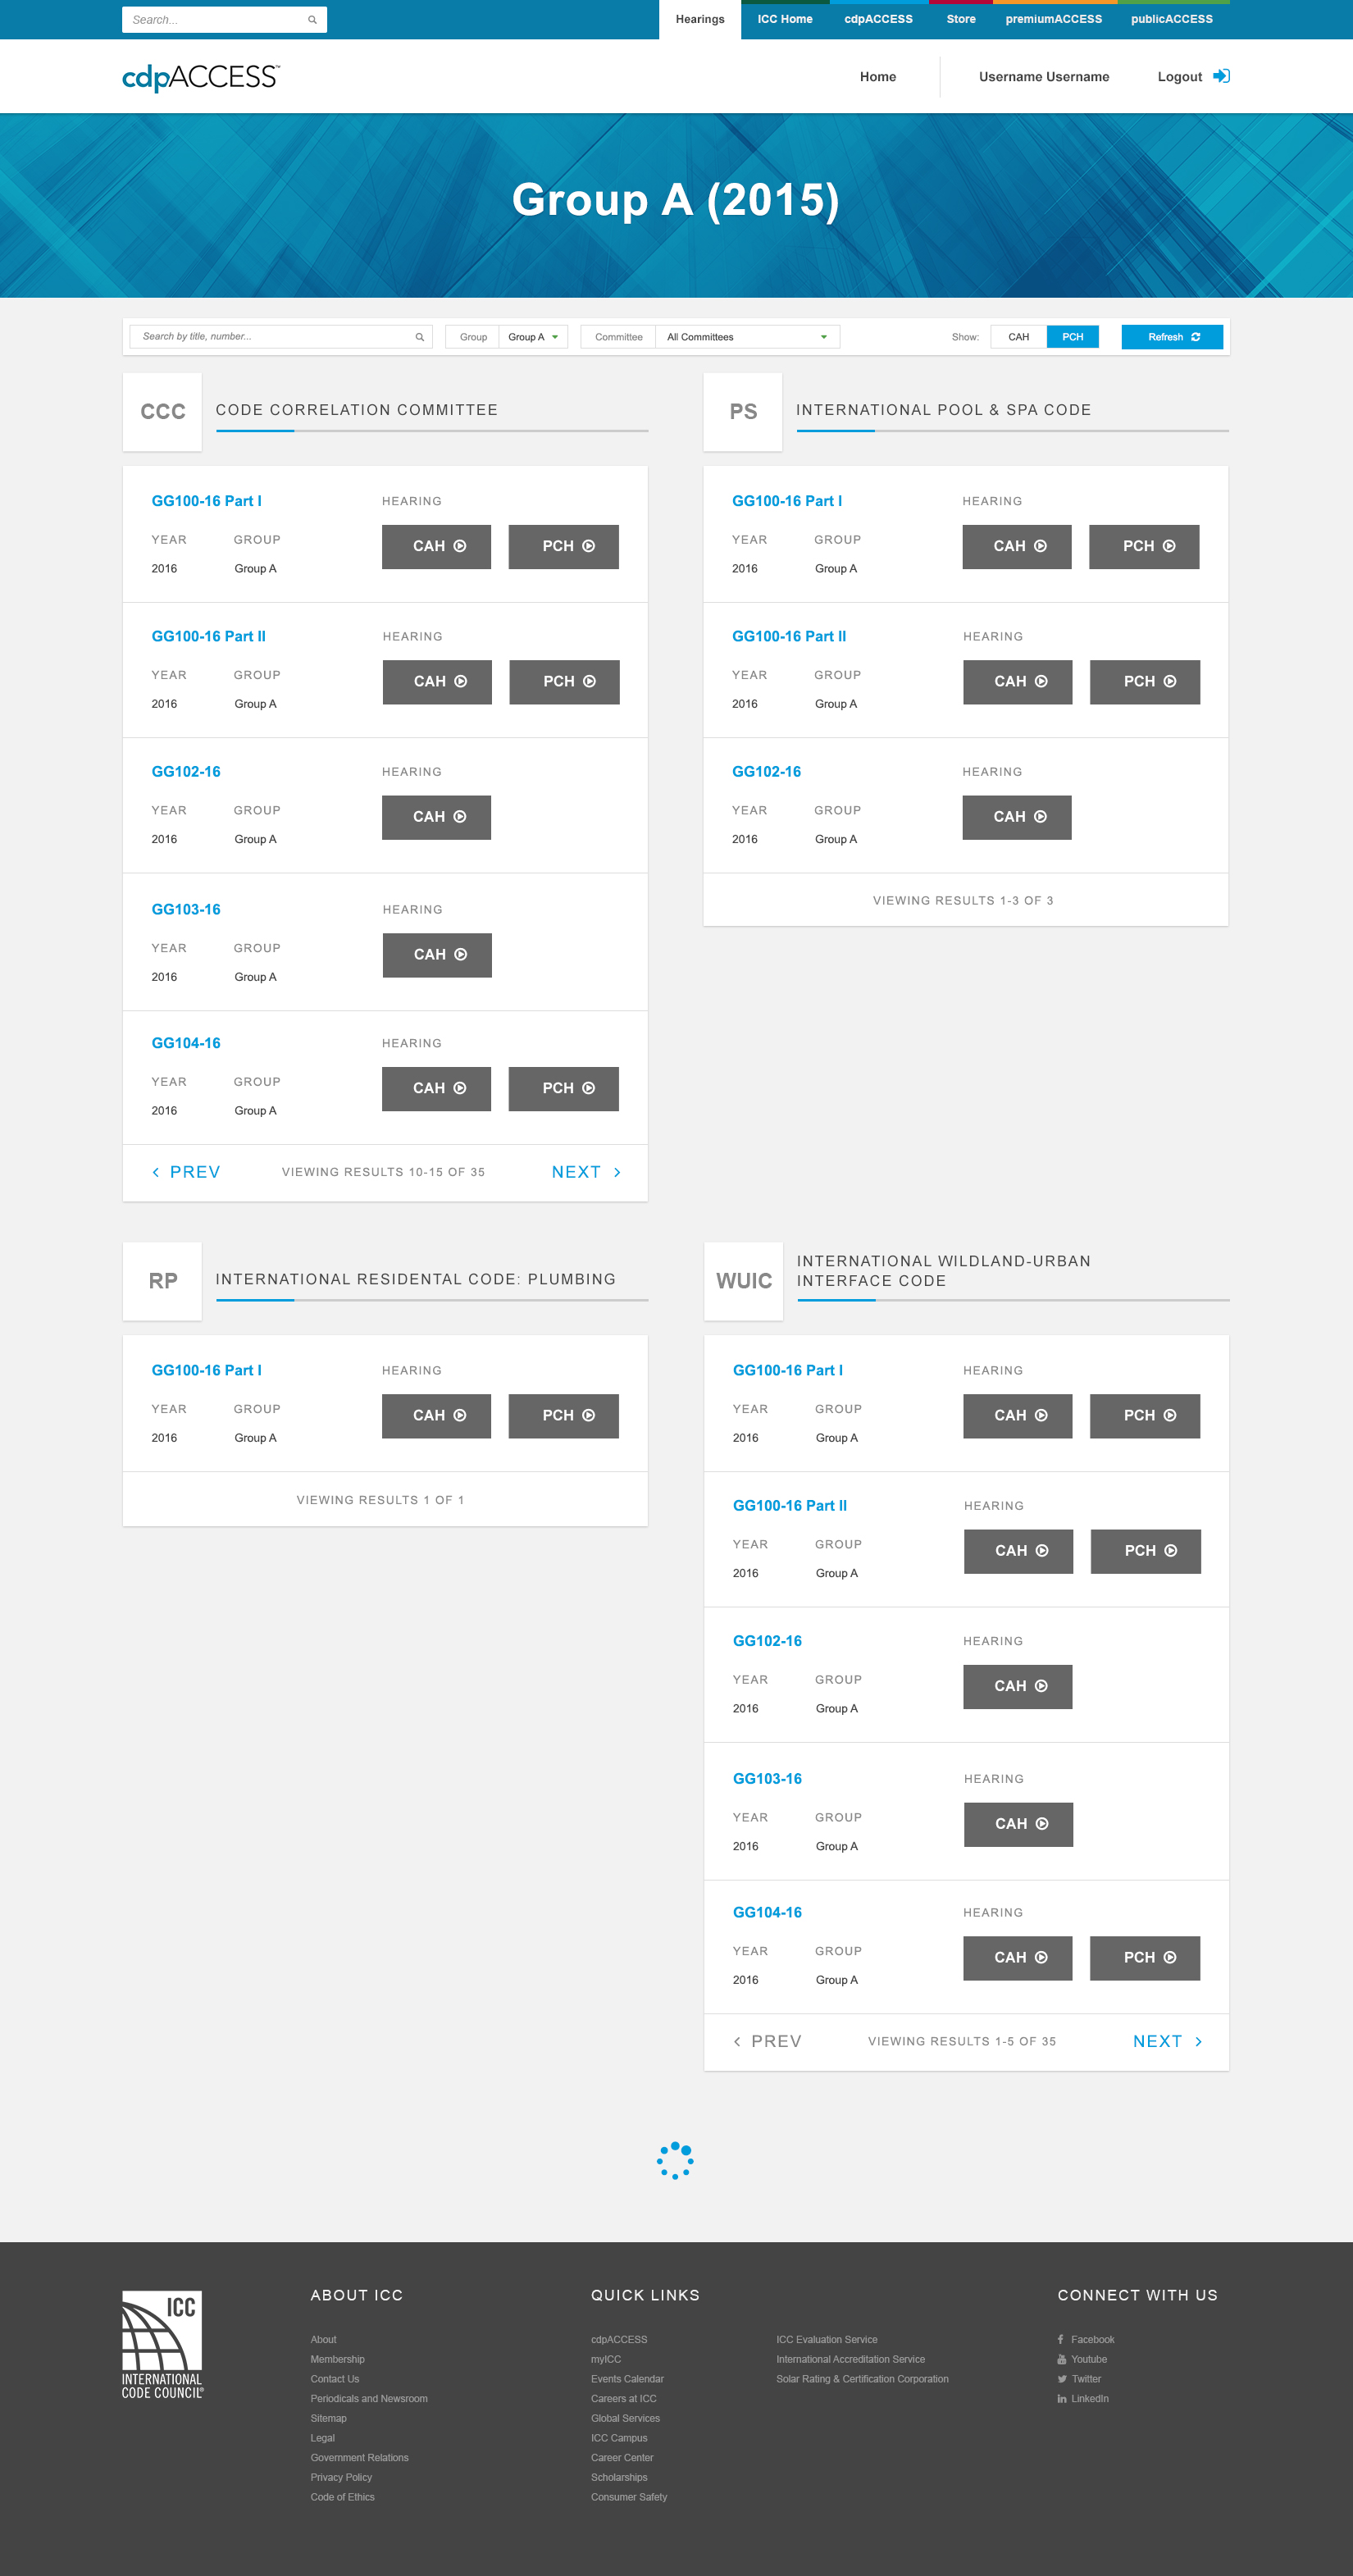 Search...
Hearings
ICC Home
cdpACCESS
Store
premiumACCESS
publicACCESS
cdpACCESS™
Home
Username Username
Logout
Group A (2015)
Search by title, number...
Group
Group A
Committee
All Committees
Show:
CAH
PCH
Refresh
CCC
CODE CORRELATION COMMITTEE
GG100-16 Part I
HEARING
YEAR
GROUP
CAH
PCH
2016
Group A
GG100-16 Part II
HEARING
YEAR
GROUP
CAH
PCH
2016
Group A
GG102-16
HEARING
YEAR
GROUP
CAH
2016
Group A
GG103-16
HEARING
YEAR
GROUP
CAH
2016
Group A
GG104-16
HEARING
YEAR
GROUP
CAH
PCH
2016
Group A
PREV
VIEWING RESULTS 10-15 OF 35
NEXT
PS
INTERNATIONAL POOL & SPA CODE
GG100-16 Part I
HEARING
YEAR
GROUP
CAH
PCH
2016
Group A
GG100-16 Part II
HEARING
YEAR
GROUP
CAH
PCH
2016
Group A
GG102-16
HEARING
YEAR
GROUP
CAH
2016
Group A
VIEWING RESULTS 1-3 OF 3
RP
INTERNATIONAL RESIDENTAL CODE: PLUMBING
GG100-16 Part I
HEARING
YEAR
GROUP
CAH
PCH
2016
Group A
VIEWING RESULTS 1 OF 1
WUIC
INTERNATIONAL WILDLAND-URBAN
INTERFACE CODE
GG100-16 Part I
HEARING
YEAR
GROUP
CAH
PCH
2016
Group A
GG100-16 Part II
HEARING
YEAR
GROUP
CAH
PCH
2016
Group A
GG102-16
HEARING
YEAR
GROUP
CAH
2016
Group A
GG103-16
HEARING
YEAR
GROUP
CAH
2016
Group A
GG104-16
HEARING
YEAR
GROUP
CAH
PCH
2016
Group A
PREV
VIEWING RESULTS 1-5 OF 35
NEXT
ICC
INTERNATIONAL
CODE COUNCIL®
ABOUT ICC
About
Membership
Contact Us
Periodicals and Newsroom
Sitemap
Legal
Government Relations
Privacy Policy
Code of Ethics
QUICK LINKS
cdpACCESS
myICC
Events Calendar
Careers at ICC
Global Services
ICC Campus
Career Center
Scholarships
Consumer Safety
ICC Evaluation Service
International Accreditation Service
Solar Rating & Certification Corporation
CONNECT WITH US
Facebook
Youtube
Twitter
LinkedIn